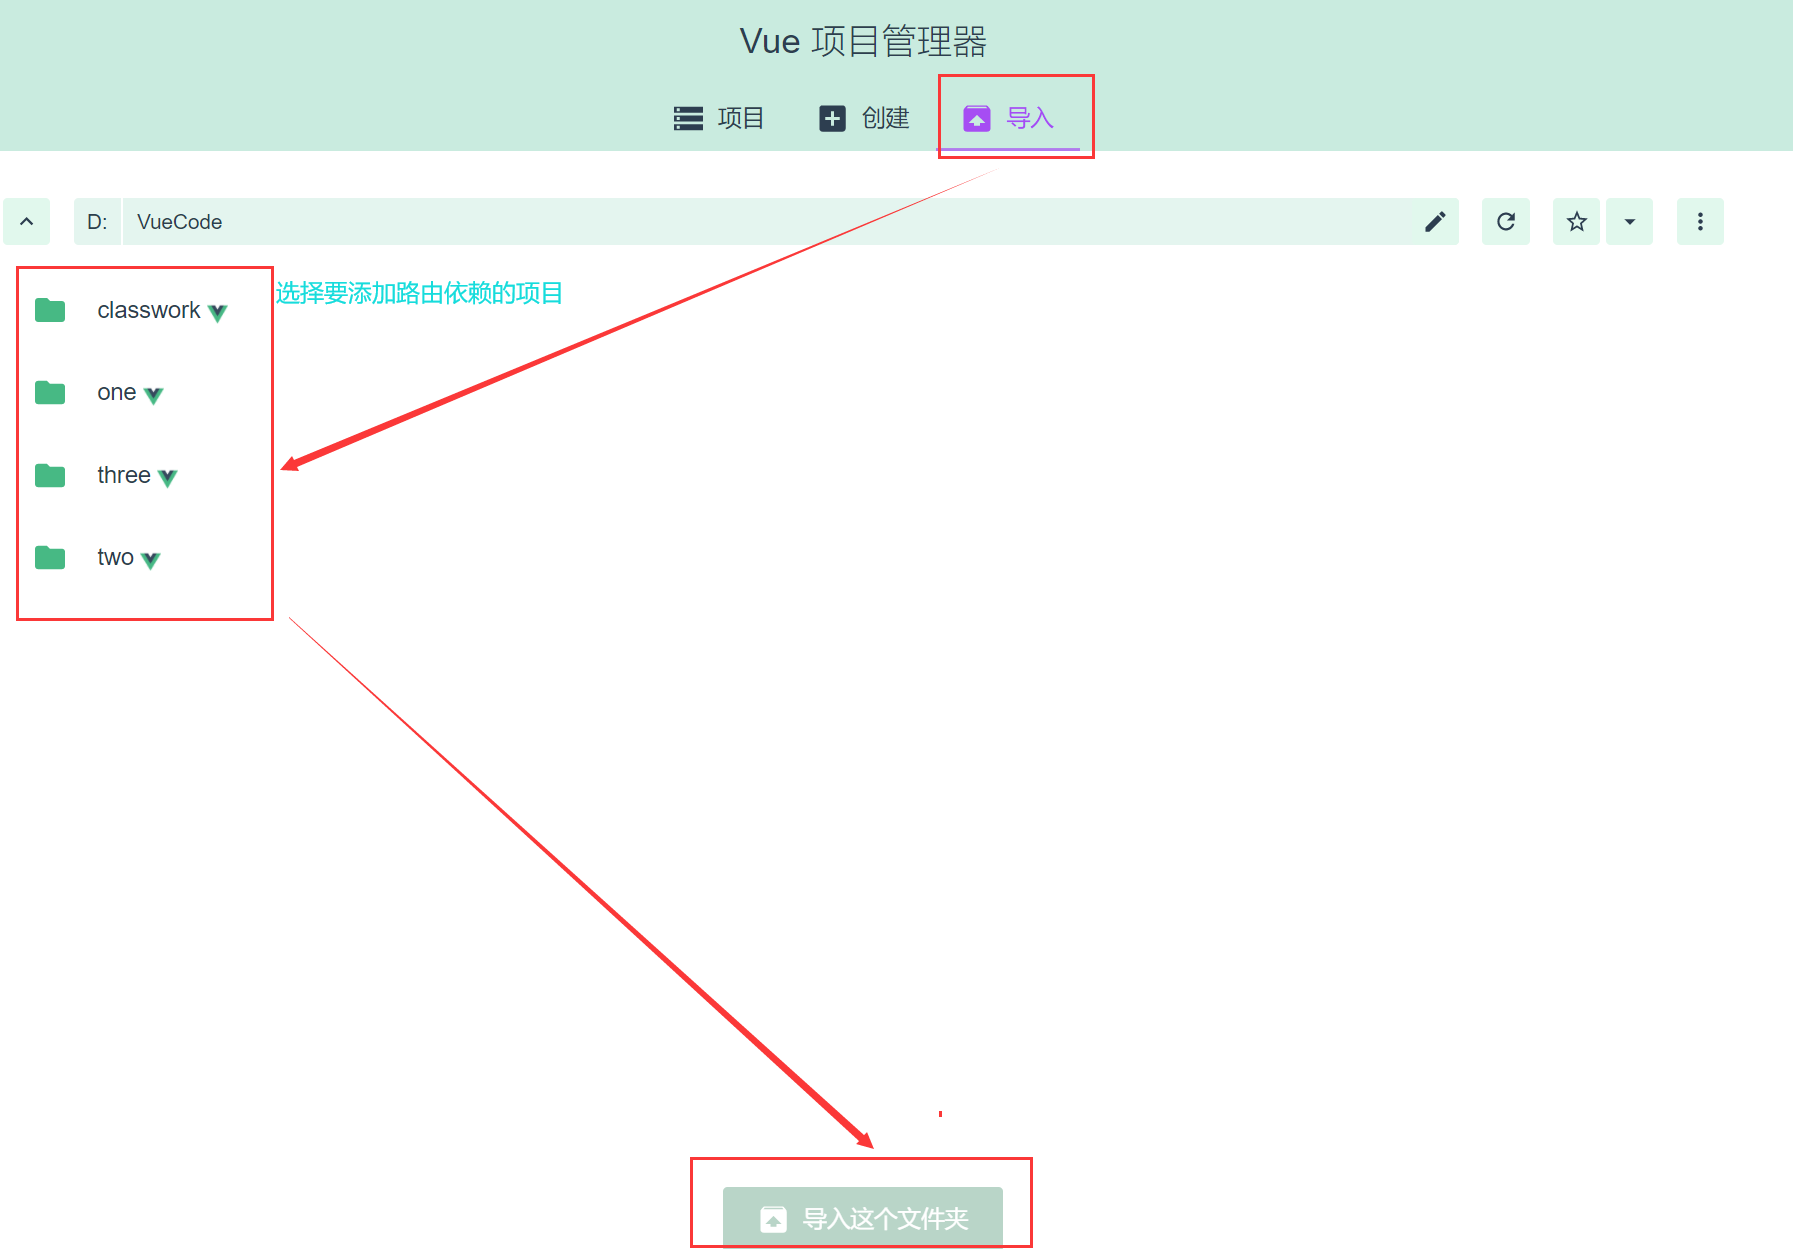 Vue 项目管理器
项目 创建 导入
D: VueCode
选择要添加路由依赖的项目
classwork
one
three
two
导入这个文件夹